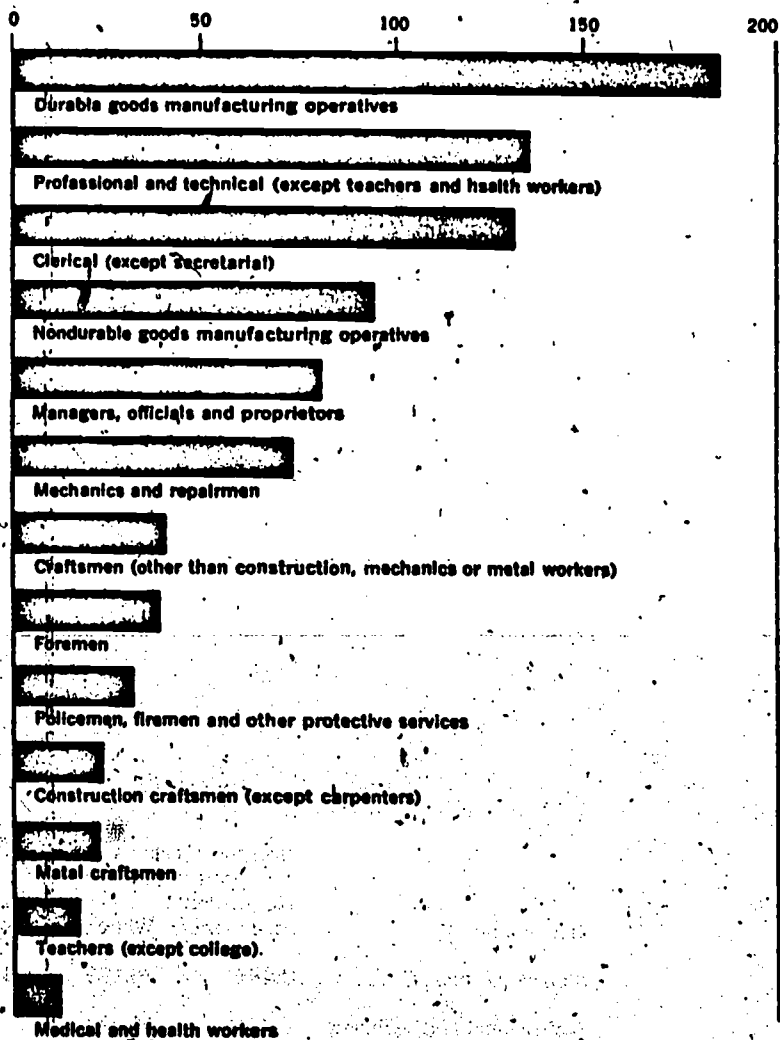 0 50 100 150 200
Durable goods manufacturing operatives
Professional and technical (except teachers and health workers)
Clerical (except secretarial)
Nondurable goods manufacturing operatives
Managers, officials and proprietors
Mechanics and repairmen
Craftsmen (other than construction, mechanics or metal workers)
Foremen
Policemen, firemen and other protective services
Construction craftsmen (except carpenters)
Metal craftsmen
Teachers (except college).
Medical and health workers